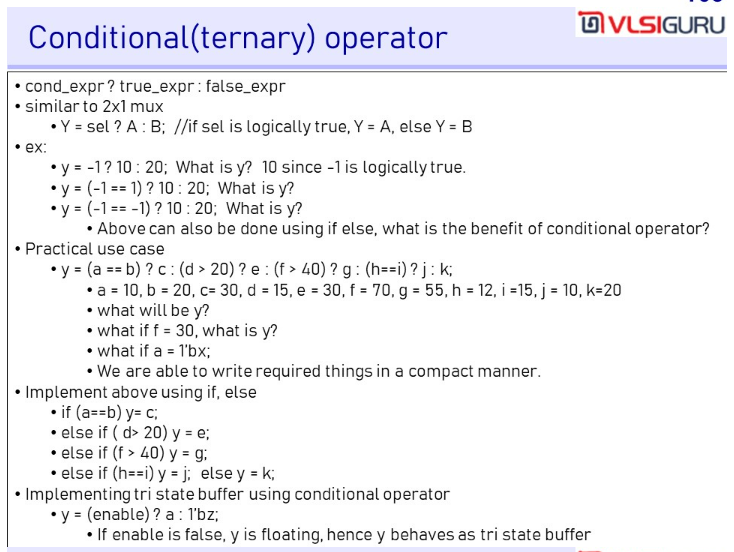 Conditional(ternary) operator
VLSIGURU
• cond_expr ? true_expr : false_expr
• similar to 2x1 mux
• Y = sel ? A : B; //if sel is logically true, Y = A, else Y = B
• ex:
• y = -1 ? 10 : 20; What is y? 10 since -1 is logically true.
• y = (-1 == 1) ? 10 : 20; What is y?
• y = (-1 == -1) ? 10 : 20; What is y?
• Above can also be done using if else, what is the benefit of conditional operator?
• Practical use case
• y = (a == b) ? c : (d > 20) ? e : (f > 40) ? g : (h==i) ? j : k;
• a = 10, b = 20, c= 30, d = 15, e = 30, f = 70, g = 55, h = 12, i =15, j = 10, k=20
• what will be y?
• what if f = 30, what is y?
• what if a = 1'bx;
• We are able to write required things in a compact manner.
• Implement above using if, else
• if (a==b) y= c;
• else if ( d> 20) y = e;
• else if (f > 40) y = g;
• else if (h==i) y = j; else y = k;
• Implementing tri state buffer using conditional operator
• y = (enable) ? a : 1'bz;
• If enable is false, y is floating, hence y behaves as tri state buffer